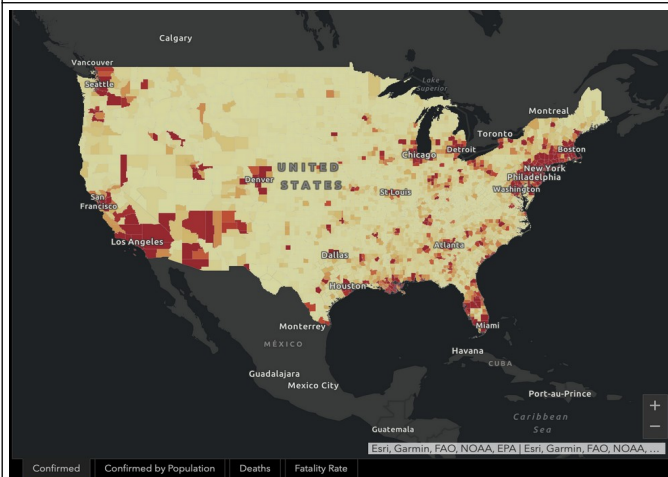 Calgary
Vancouver
Seattle
Lake
Superior
Montreal
Toronto
Boston
Detroit
Chicago
New York
Philadelphia
Washington
UNITED
STATES
Denver
St Louis
San
Francisco
Los Angeles
Atlanta
Dallas
Houston
Monterrey
Miami
MÉXICO
Havana
CUBA
Guadalajara
Mexico City
Port-au-Prince
Caribbean
Sea
Guatemala
+
−
Esri, Garmin, FAO, NOAA, EPA | Esri, Garmin, FAO, NOAA, ...
Confirmed
Confirmed by Population
Deaths
Fatality Rate